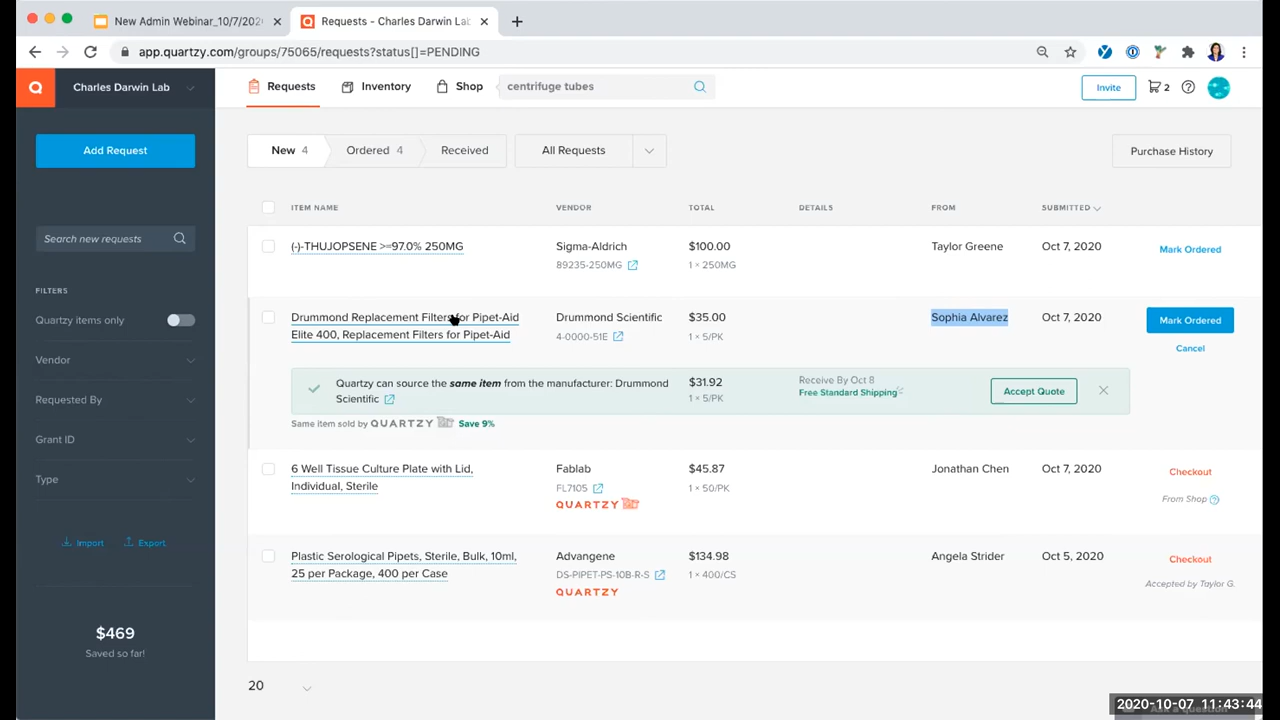 New Admin Webinar_10/7/202
Requests - Charles Darwin Lab
app.quartzy.com/groups/75065/requests?status[]=PENDING
Charles Darwin Lab
Requests
Inventory
Shop
centrifuge tubes
Invite
2
Add Request
New 4
Ordered 4
Received
All Requests
Purchase History
Search new requests
FILTERS
Quartzy items only
Vendor
Requested By
Grant ID
Type
Import
Export
$469
Saved so far!
ITEM NAME
VENDOR
TOTAL
DETAILS
FROM
SUBMITTED
(-)-THUJOPSENE >=97.0% 250MG
Sigma-Aldrich
89235-250MG
$100.00
1 × 250MG
Taylor Greene
Oct 7, 2020
Mark Ordered
Drummond Replacement Filters for Pipet-Aid
Elite 400, Replacement Filters for Pipet-Aid
Drummond Scientific
4-0000-51E
$35.00
1 × 5/PK
Sophia Alvarez
Oct 7, 2020
Mark Ordered
Cancel
Quartzy can source the same item from the manufacturer: Drummond
Scientific
$31.92
1 × 5/PK
Receive By Oct 8
Free Standard Shipping
Accept Quote
Same item sold by QUARTZY Save 9%
6 Well Tissue Culture Plate with Lid,
Individual, Sterile
Fablab
FL7105
QUARTZY
$45.87
1 × 50/PK
Jonathan Chen
Oct 7, 2020
Checkout
From Shop
Plastic Serological Pipets, Sterile, Bulk, 10ml,
25 per Package, 400 per Case
Advangene
DS-PIPET-PS-10B-R-S
QUARTZY
$134.98
1 × 400/CS
Angela Strider
Oct 5, 2020
Checkout
Accepted by Taylor G.
20
2020-10-07 11:43:44